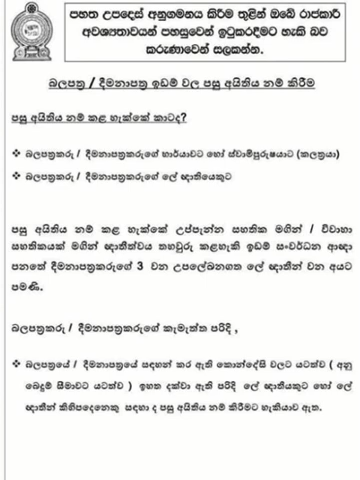 පහත උපදෙස් අනුගමනය කිරීම තුළින් ඔබේ රාජකාරී
අවශ්‍යතාවයන් පහසුවෙන් ඉටුකරදීමට හැකි බව
කරුණාවෙන් සලකන්න.
බලපත්‍ර / දීමනාපත්‍ර ඉඩම් වල පසු අයිතිය නම් කිරීම
පසු අයිතිය නම් කළ හැක්කේ කාටද?
❖ බලපත්‍රකරු / දීමනාපත්‍රකරුගේ භාර්යාවට හෝ ස්වාමිපුරුෂයාට (කලත්‍රයා)
❖ බලපත්‍රකරු / දීමනාපත්‍රකරුගේ ලේ ඥාතියෙකුට
පසු අයිතිය නම් කළ හැක්කේ උප්පැන්න සහතික මගින් / විවාහ
සහතිකයක් මගින් ඥාතීත්වය තහවුරු කළහැකි ඉඩම් සංවර්ධන ආඥා
පනතේ දීමනාපත්‍රකරුගේ 3 වන උපලේඛනගත ලේ ඥාතීන් වන අයට
පමණි.
බලපත්‍රකරු / දීමනාපත්‍රකරුගේ කැමැත්ත පරිදි ,
❖ බලපත්‍රයේ / දීමනාපත්‍රයේ සඳහන් කර ඇති කොන්දේසි වලට යටත්ව ( අනු
බෙදුම් සීමාවට යටත්ව ) ඉහත දක්වා ඇති පරිදි ලේ ඥාතියකුට හෝ ලේ
ඥාතීන් කිහිපදෙනෙකු සඳහා ද පසු අයිතිය නම් කිරීමට හැකියාව ඇත.